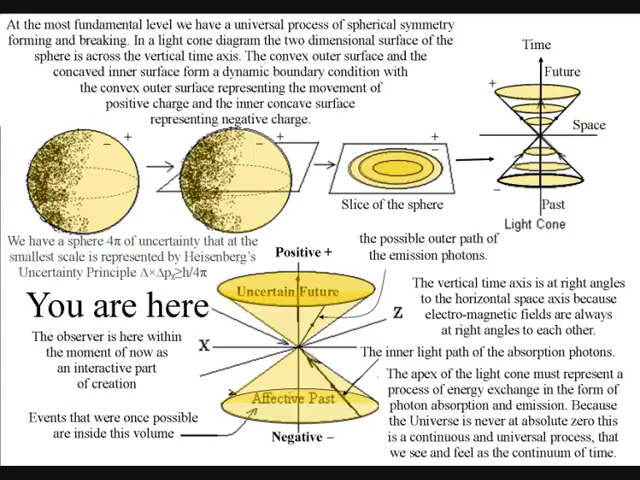 At the most fundamental level we have a universal process of spherical symmetry
forming and breaking. In a light cone diagram the two dimensional surface of the
sphere is across the vertical time axis. The convex outer surface and the
concaved inner surface form a dynamic boundary condition with
the convex outer surface representing the movement of
positive charge and the inner concave surface
representing negative charge.
Time
Future
+
Space
−
Past
Light Cone
− +
− +
+
−
Slice of the sphere
We have a sphere 4π of uncertainty that at the
smallest scale is represented by Heisenberg's
Uncertainty Principle Δ×Δpₓ≥h/4π
Positive +
the possible outer path of
the emission photons.
Uncertain Future
You are here
The observer is here within
the moment of now as
an interactive part
of creation
X
Z
The vertical time axis is at right angles
to the horizontal space axis because
electro-magnetic fields are always
at right angles to each other.
The inner light path of the absorption photons.
Affective Past
Events that were once possible
are inside this volume
Negative −
The apex of the light cone must represent a
process of energy exchange in the form of
photon absorption and emission. Because
the Universe is never at absolute zero this
is a continuous and universal process, that
we see and feel as the continuum of time.